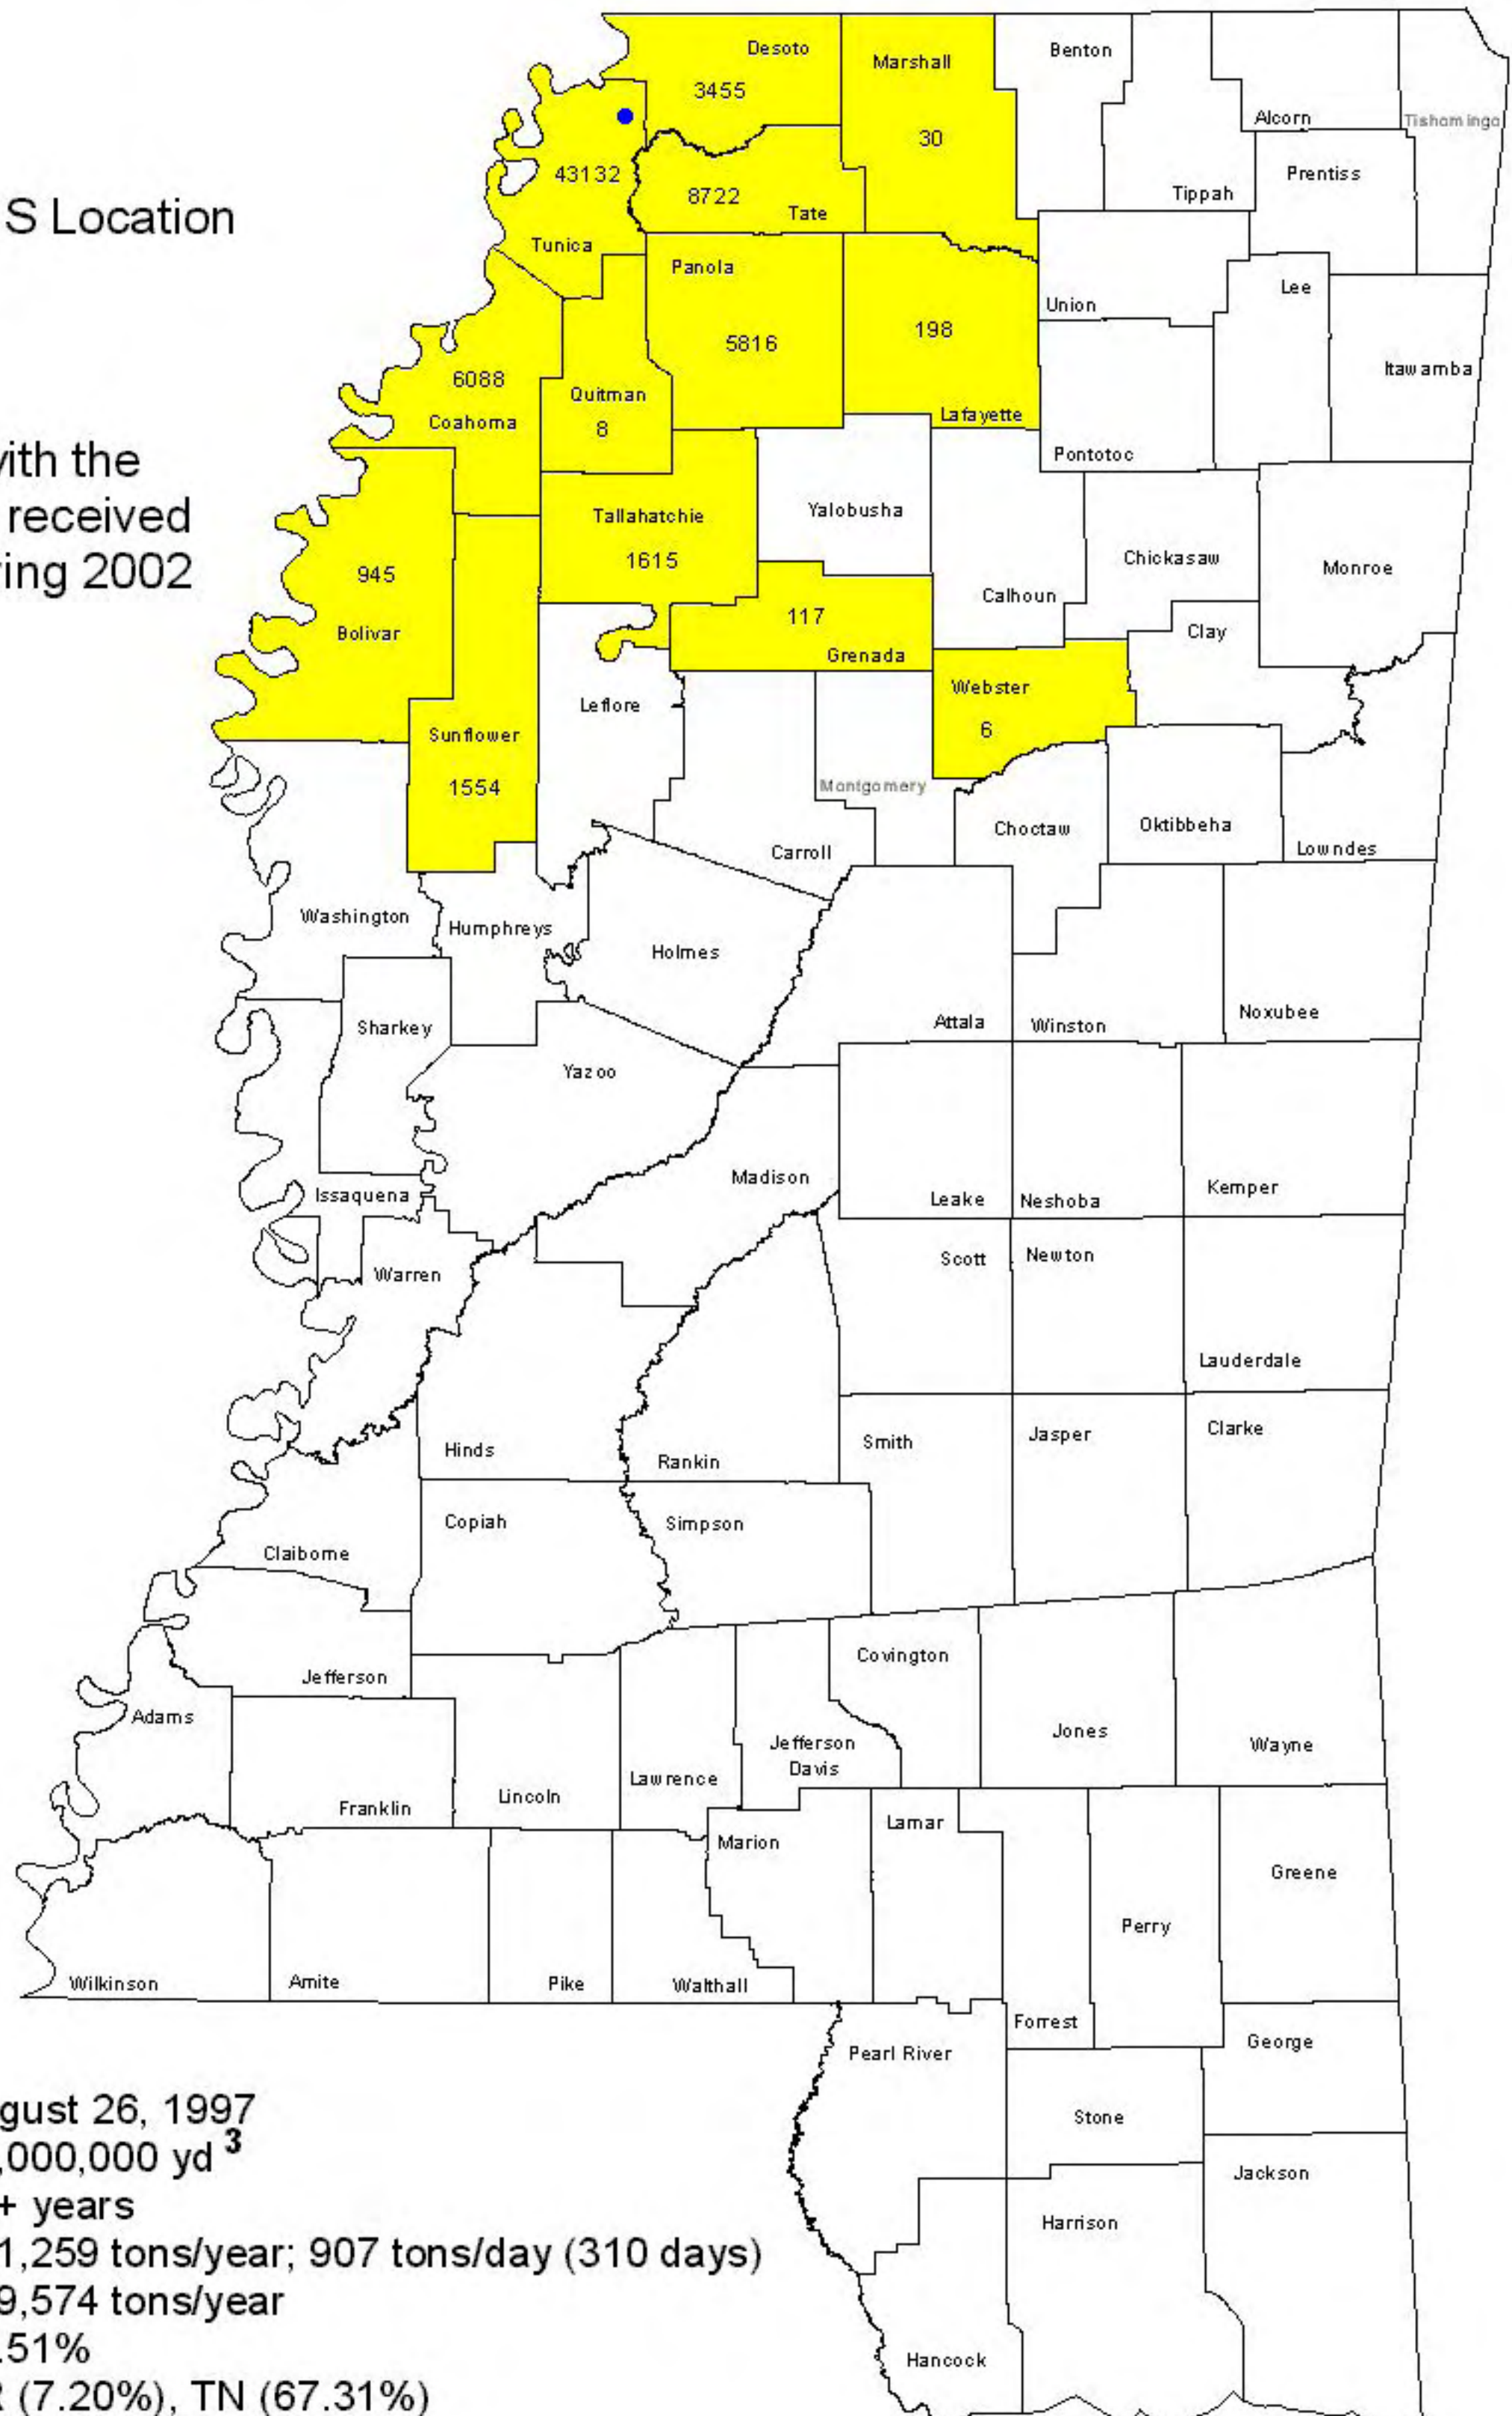 S Location
with the
received
ring 2002
Desoto
3455
Marshall
30
Benton
Tippah
Alcorn
Tishomingo
Prentiss
43132
Tunica
8722
Tate
Panola
5816
198
Lafayette
Union
Lee
Itawamba
Pontotoc
6088
Coahoma
Quitman
8
945
Bolivar
Tallahatchie
1615
Yalobusha
Calhoun
Chickasaw
Monroe
117
Grenada
Clay
Webster
6
Sunflower
1554
Leflore
Montgomery
Carroll
Choctaw
Oktibbeha
Lowndes
Washington
Humphreys
Holmes
Attala
Winston
Noxubee
Sharkey
Yazoo
Issaquena
Madison
Leake
Neshoba
Kemper
Warren
Scott
Newton
Lauderdale
Hinds
Rankin
Smith
Jasper
Clarke
Claiborne
Copiah
Simpson
Jefferson
Adams
Franklin
Lincoln
Lawrence
Jefferson
Davis
Covington
Jones
Wayne
Wilkinson
Amite
Pike
Walthall
Marion
Lamar
Forrest
Perry
Greene
Pearl River
Stone
George
Jackson
Harrison
Hancock
gust 26, 1997
,000,000 yd 3
+ years
1,259 tons/year; 907 tons/day (310 days)
9,574 tons/year
.51%
R (7.20%), TN (67.31%)